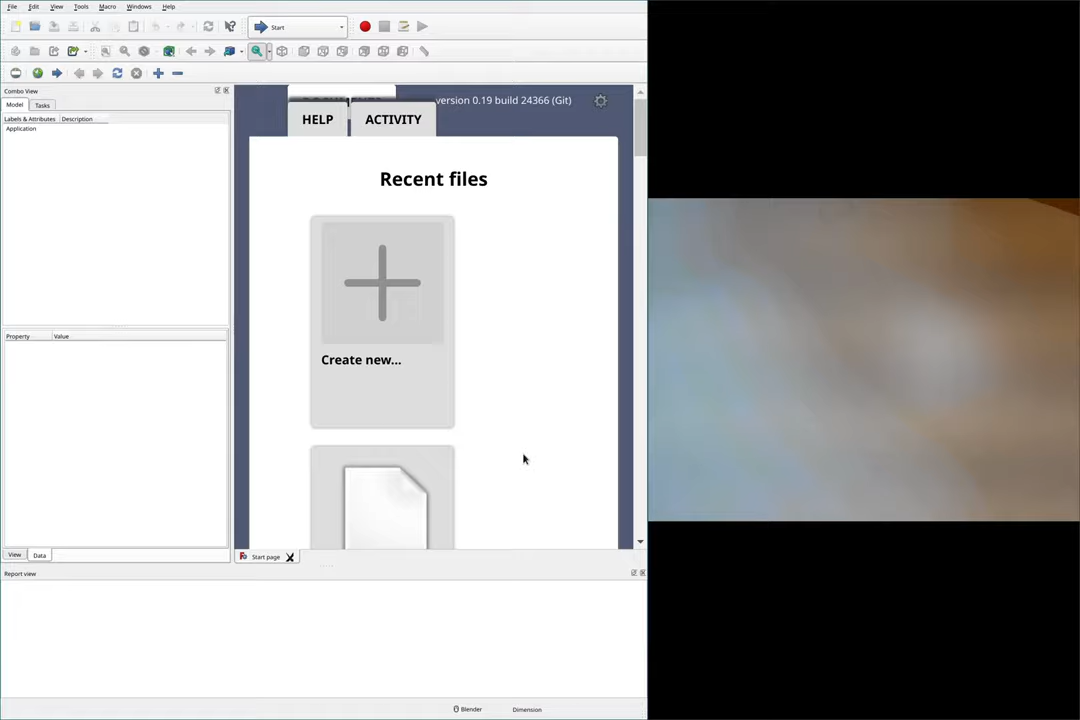 File Edit View Tools Macro Windows Help
Start
Combo View
Model Tasks
Labels & Attributes Description
Application
Property Value
View Data
version 0.19 build 24366 (Git)
HELP ACTIVITY
Recent files
Create new...
Start page
Report view
Blender Dimension